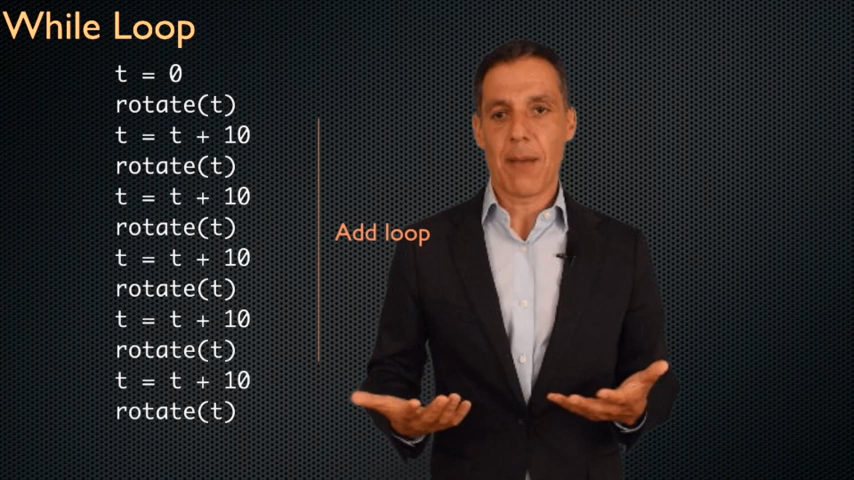 While Loop
t = 0
rotate(t)
t = t + 10
rotate(t)
t = t + 10
rotate(t)
t = t + 10
rotate(t)
t = t + 10
rotate(t)
t = t + 10
rotate(t)
Add loop